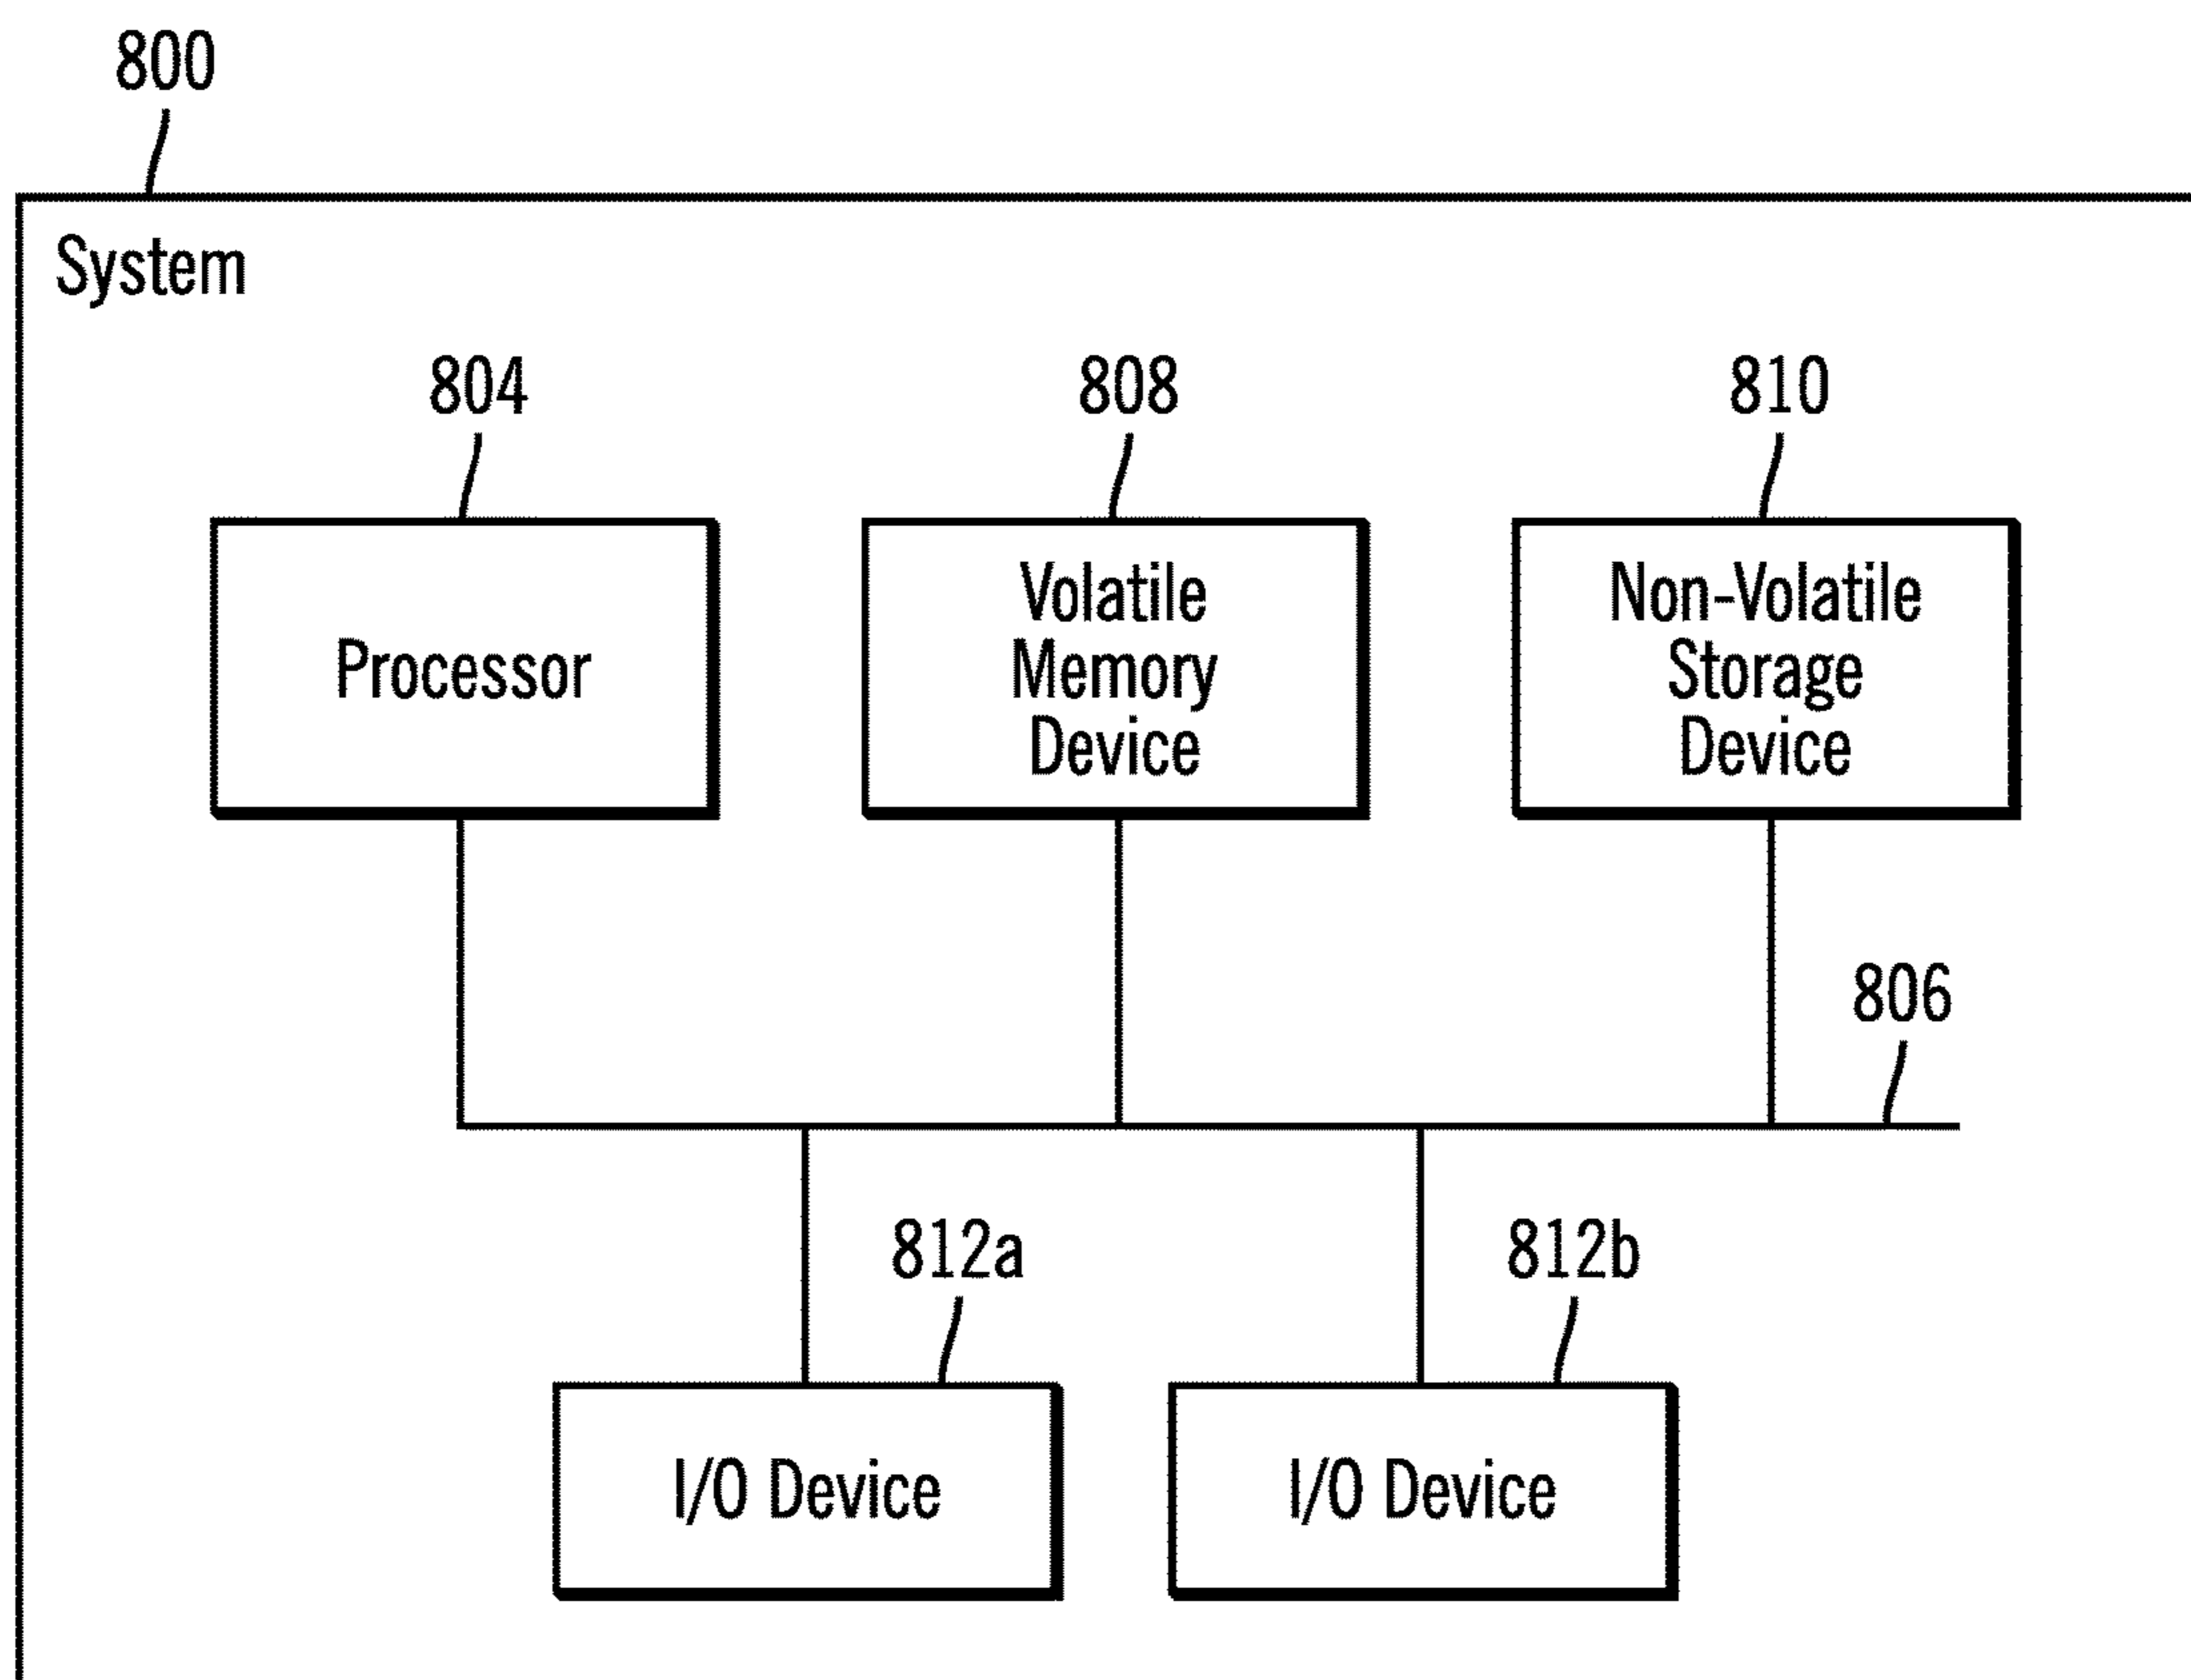 800
System
804
808
810
Processor
Volatile
Memory
Device
Non-Volatile
Storage
Device
806
812a
812b
I/O Device
I/O Device